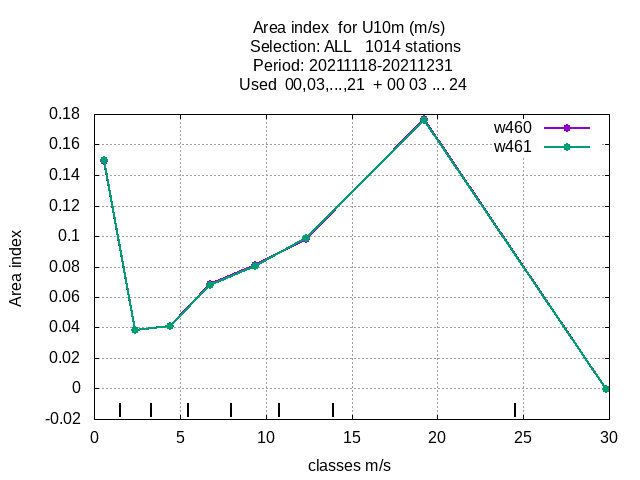 Area index  for U10m (m/s)
Selection: ALL   1014 stations
Period: 20211118-20211231
Used  00,03,...,21  + 00 03 ... 24
w460
w461
0.18
0.16
0.14
0.12
0.1
0.08
0.06
0.04
0.02
0
-0.02
Area index
0 5 10 15 20 25 30
classes m/s